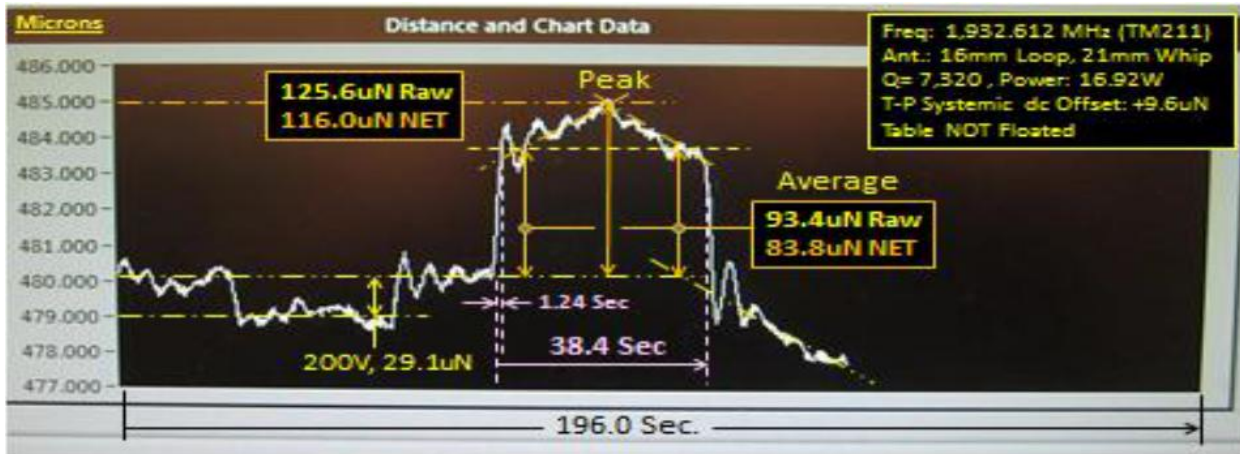 Microns
Distance and Chart Data
Freq: 1,932.612 MHz (TM211)
Ant.: 16mm Loop, 21mm Whip
Q= 7,320 , Power: 16.92W
T-P Systemic dc Offset: +9.6uN
Table NOT Floated
486.000
485.000
484.000
483.000
482.000
481.000
480.000
479.000
478.000
477.000
125.6uN Raw
116.0uN NET
Peak
Average
93.4uN Raw
83.8uN NET
1.24 Sec
38.4 Sec
200V, 29.1uN
196.0 Sec.